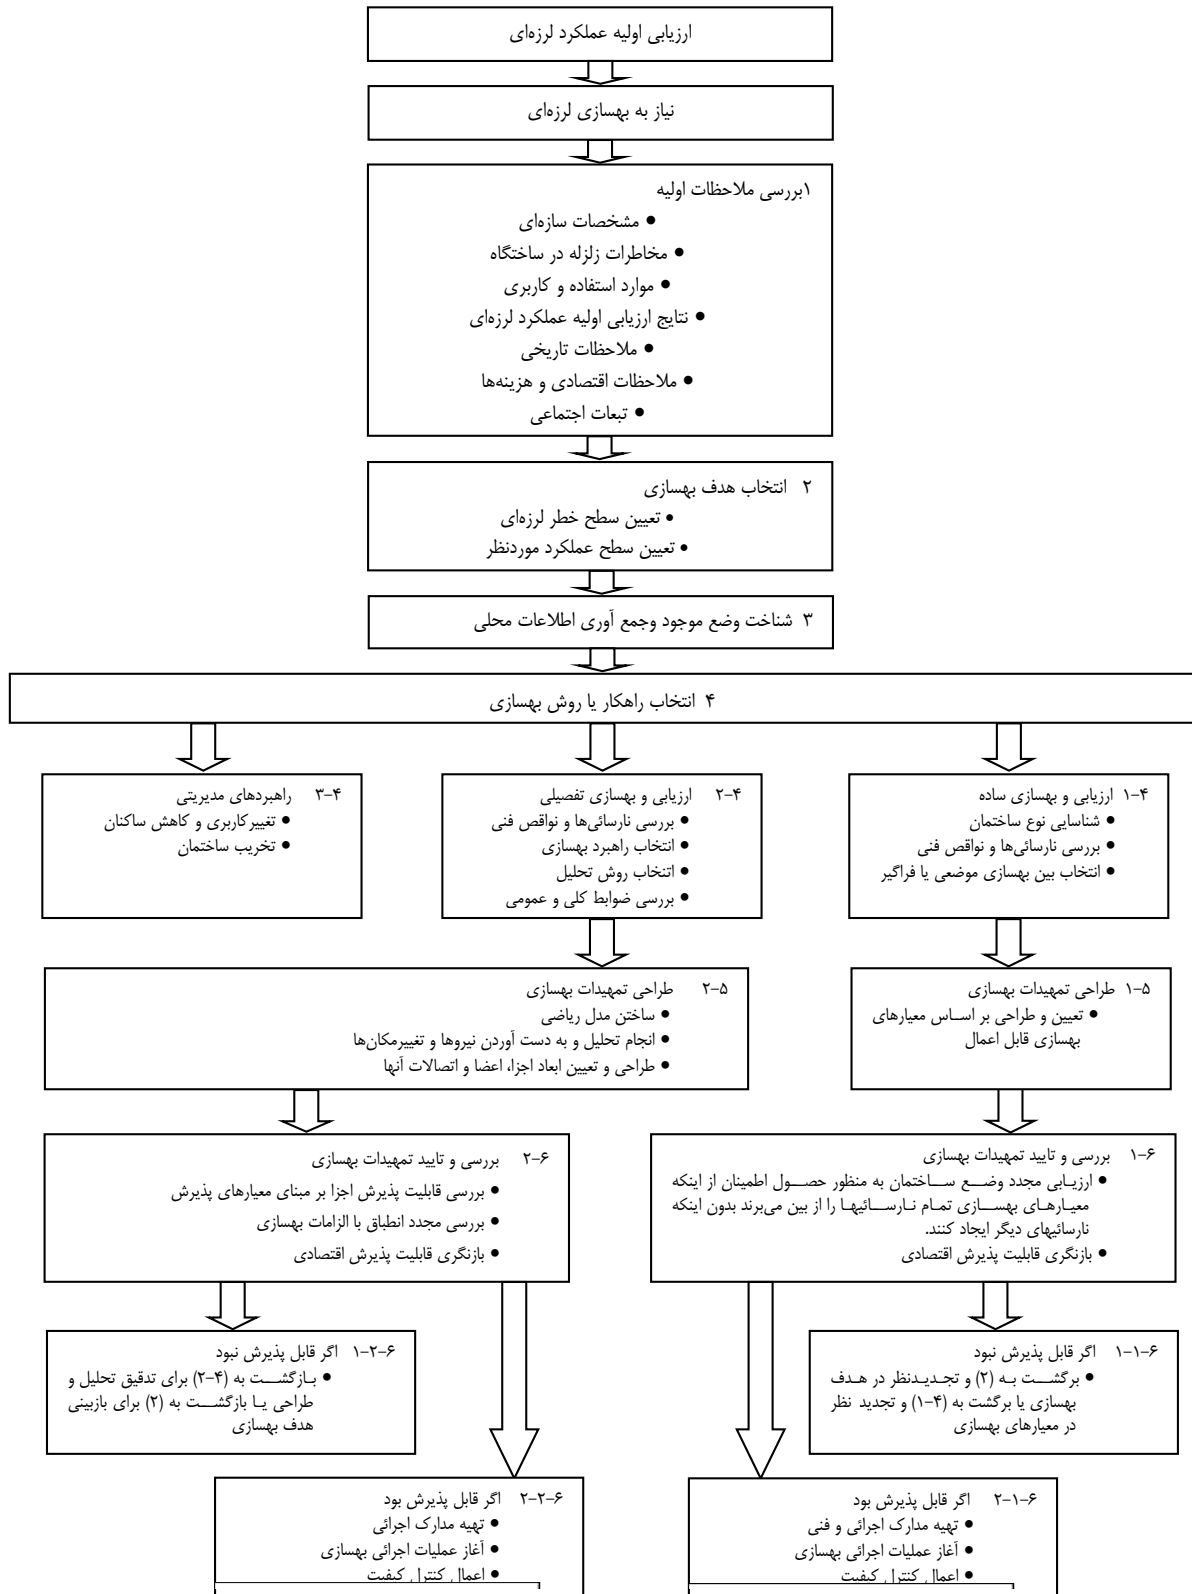 ارزیابی اولیه عملکرد لرزه‌ای
نیاز به بهسازی لرزه‌ای
۱بررسی ملاحظات اولیه
● مشخصات سازه‌ای
● مخاطرات زلزله در ساختگاه
● موارد استفاده و کاربری
● نتایج ارزیابی اولیه عملکرد لرزه‌ای
● ملاحظات تاریخی
● ملاحظات اقتصادی و هزینه‌ها
● تبعات اجتماعی
۲ انتخاب هدف بهسازی
● تعیین سطح خطر لرزه‌ای
● تعیین سطح عملکرد موردنظر
۳ شناخت وضع موجود وجمع آوری اطلاعات محلی
۴ انتخاب راهکار یا روش بهسازی
۴-۱ ارزیابی و بهسازی ساده
● شناسایی نوع ساختمان
● بررسی نارسائی‌ها و نواقص فنی
● انتخاب بین بهسازی موضعی یا فراگیر
۴-۲ ارزیابی و بهسازی تفصیلی
● بررسی نارسائی‌ها و نواقص فنی
● انتخاب راهبرد بهسازی
● اتنخاب روش تحلیل
● بررسی ضوابط کلی و عمومی
۴-۳ راهبردهای مدیریتی
● تغییرکاربری و کاهش ساکنان
● تخریب ساختمان
۵-۱ طراحی تمهیدات بهسازی
● تعیین و طراحی بر اساس معیارهای
بهسازی قابل اعمال
۵-۲ طراحی تمهیدات بهسازی
● ساختن مدل ریاضی
● انجام تحلیل و به دست آوردن نیروها و تغییرمکان‌ها
● طراحی و تعیین ابعاد اجزا، اعضا و اتصالات آنها
۶-۱ بررسی و تایید تمهیدات بهسازی
● ارزیابی مجدد وضع ساختمان به منظور حصول اطمینان از اینکه
معیارهای بهسازی تمام نارسائیها را از بین می‌برند بدون اینکه
نارسائیهای دیگر ایجاد کنند.
● بازنگری قابلیت پذیرش اقتصادی
۶-۲ بررسی و تایید تمهیدات بهسازی
● بررسی قابلیت پذیرش اجزا بر مبنای معیارهای پذیرش
● بررسی مجدد انطباق با الزامات بهسازی
● بازنگری قابلیت پذیرش اقتصادی
۶-۱-۱ اگر قابل پذیرش نبود
● برگشت به (۲) و تجدیدنظر در هدف
بهسازی یا برگشت به (۴-۱) و تجدید نظر
در معیارهای بهسازی
۶-۲-۱ اگر قابل پذیرش نبود
● بازگشت به (۴-۲) برای تدقیق تحلیل و
طراحی یا بازگشت به (۲) برای بازبینی
هدف بهسازی
۶-۱-۲ اگر قابل پذیرش بود
● تهیه مدارک اجرائی و فنی
● آغاز عملیات اجرائی بهسازی
● اعمال کنترل کیفیت
۶-۲-۲ اگر قابل پذیرش بود
● تهیه مدارک اجرائی
● آغاز عملیات اجرائی بهسازی
● اعمال کنترل کیفیت